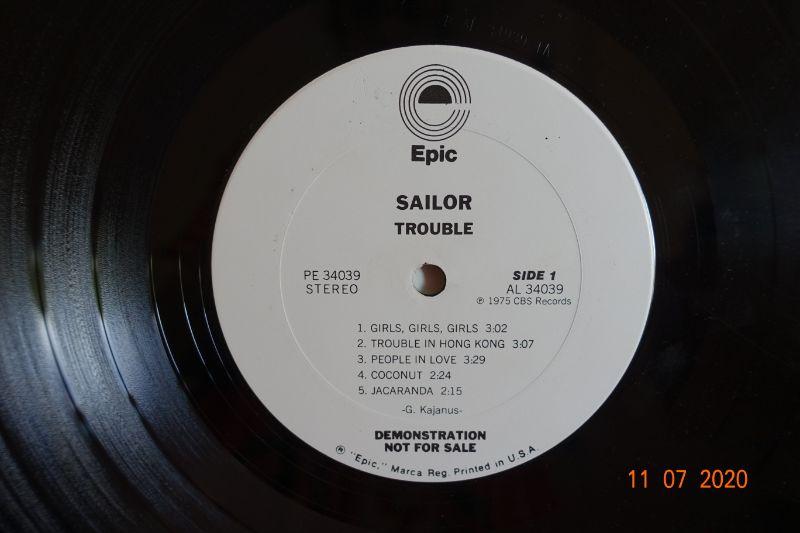 Epic
SAILOR
TROUBLE
PE 34039
STEREO
SIDE 1
AL 34039
℗ 1975 CBS Records
1. GIRLS, GIRLS, GIRLS 3:02
2. TROUBLE IN HONG KONG 3:07
3. PEOPLE IN LOVE 3:29
4. COCONUT 2:24
5. JACARANDA 2:15
-G. Kajanus-
DEMONSTRATION
NOT FOR SALE
® "Epic," Marca Reg. Printed in U.S.A.
11 07 2020